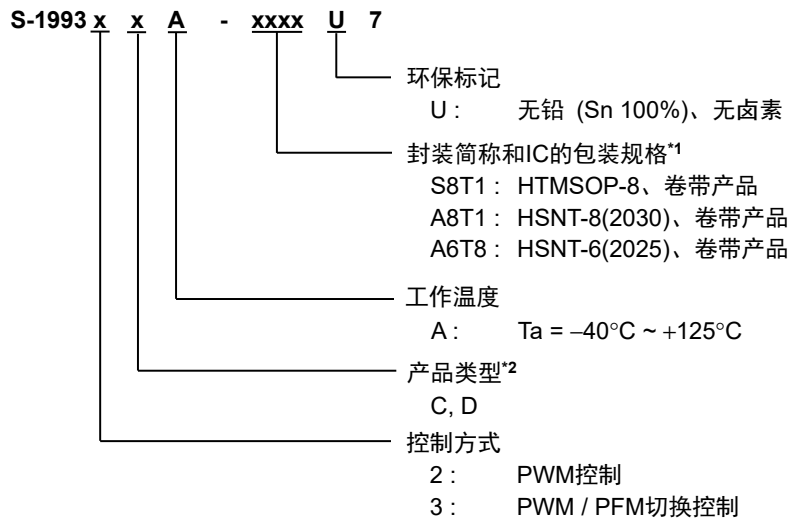 S-1993 x x A - xxxx U 7
环保标记
U : 无铅 (Sn 100%)、无卤素
封装简称和IC的包装规格*1
S8T1 : HTMSOP-8、卷带产品
A8T1 : HSNT-8(2030)、卷带产品
A6T8 : HSNT-6(2025)、卷带产品
工作温度
A : Ta = −40°C ~ +125°C
产品类型*2
C, D
控制方式
2 : PWM控制
3 : PWM / PFM切换控制